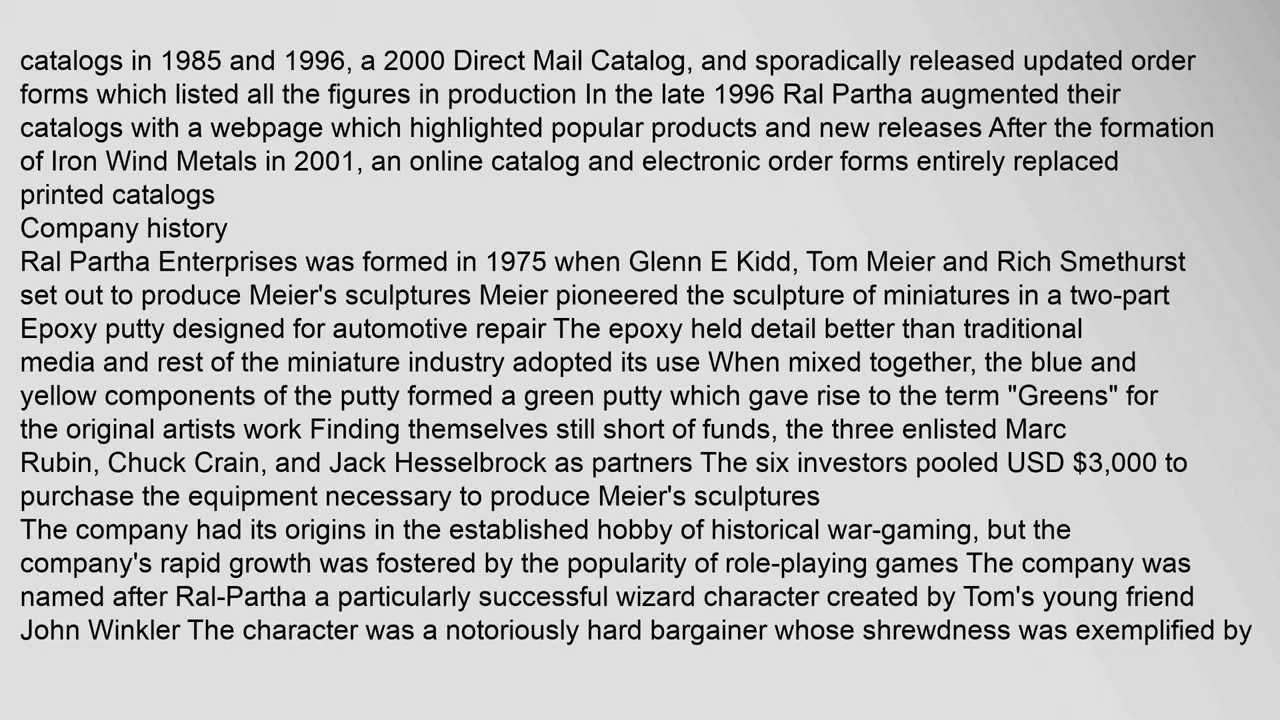 catalogs in 1985 and 1996, a 2000 Direct Mail Catalog, and sporadically released updated order
forms which listed all the figures in production In the late 1996 Ral Partha augmented their
catalogs with a webpage which highlighted popular products and new releases After the formation
of Iron Wind Metals in 2001, an online catalog and electronic order forms entirely replaced
printed catalogs
Company history
Ral Partha Enterprises was formed in 1975 when Glenn E Kidd, Tom Meier and Rich Smethurst
set out to produce Meier's sculptures Meier pioneered the sculpture of miniatures in a two-part
Epoxy putty designed for automotive repair The epoxy held detail better than traditional
media and rest of the miniature industry adopted its use When mixed together, the blue and
yellow components of the putty formed a green putty which gave rise to the term "Greens" for
the original artists work Finding themselves still short of funds, the three enlisted Marc
Rubin, Chuck Crain, and Jack Hesselbrock as partners The six investors pooled USD $3,000 to
purchase the equipment necessary to produce Meier's sculptures
The company had its origins in the established hobby of historical war-gaming, but the
company's rapid growth was fostered by the popularity of role-playing games The company was
named after Ral-Partha a particularly successful wizard character created by Tom's young friend
John Winkler The character was a notoriously hard bargainer whose shrewdness was exemplified by